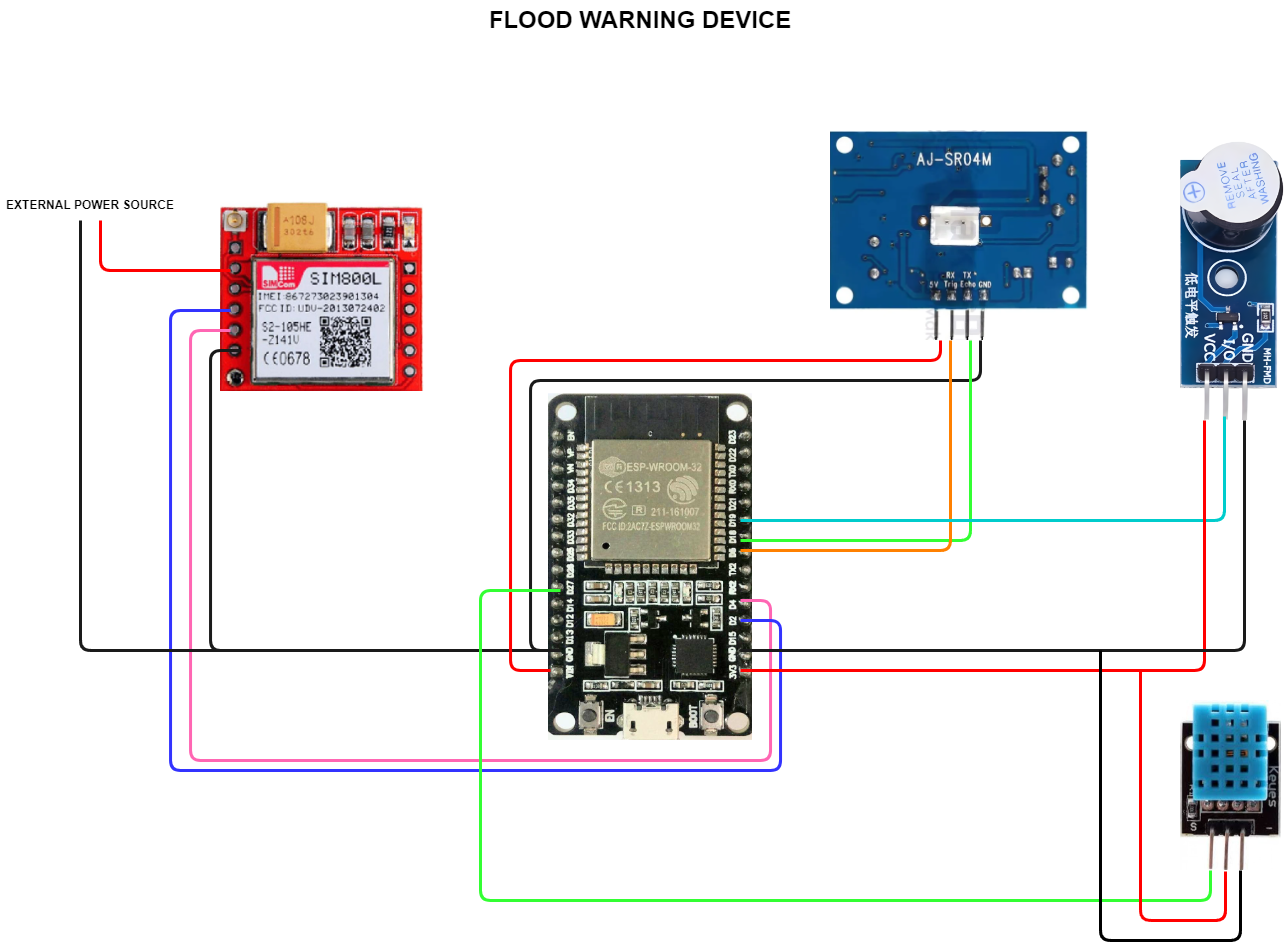 FLOOD WARNING DEVICE
EXTERNAL POWER SOURCE
106J
30216
SIM800L
SIMCom
IMEI:867273023901304
FCC ID: UDV-2013072402
S2-105HE
-Z141U
CE0678
AJ-SR04M
RX TX
5V Trig Echo GND
REMOVE
SEAL
AFTER
WASHING
低电平触发
VCC
I/O
GND
MH-FMD
ESP-WROOM-32
CE1313
R 211-161007
FCC ID:2AC7Z-ESPWROOM32
EN
VP
VN
D34
D35
D32
D33
D25
D26
D27
D14
D12
D13
GND
VIN
D23
D22
TX0
RX0
D21
D19
D18
D5
TX2
RX2
D4
D2
D15
GND
3V3
EN
BOOT
Keyes
S
-